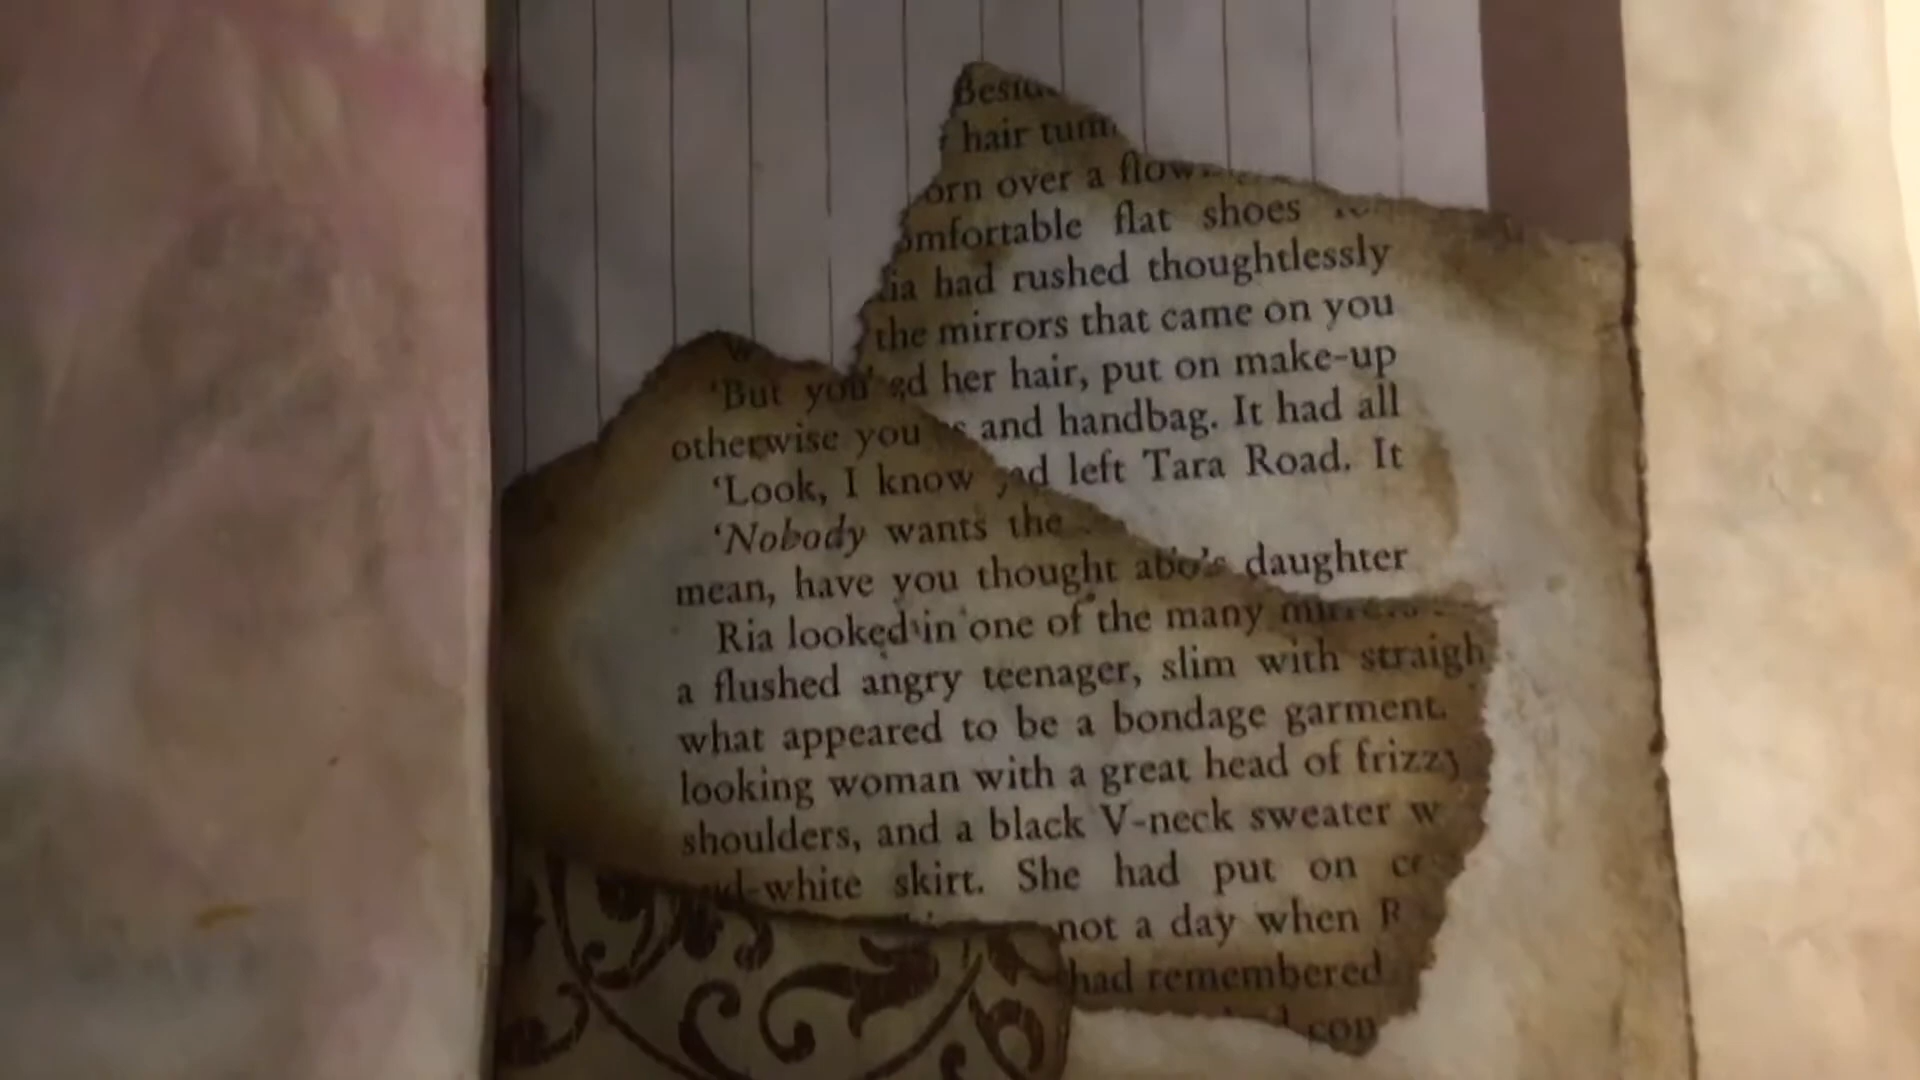 hair
over a
flat shoes
had rushed thoughtlessly
the mirrors that came on you
her hair, put on make-up
and handbag. It had all
left Tara Road. It
daughter
'But you
otherwise you
'Look, I know
'Nobody wants the
mean, have you thought
Ria looked in one of the many
a flushed angry teenager, slim with straigh
what appeared to be a bondage garment.
looking woman with a great head of frizzy
shoulders, and a black V-neck sweater w
-white skirt. She had put on
not a day when R
had remembered
con